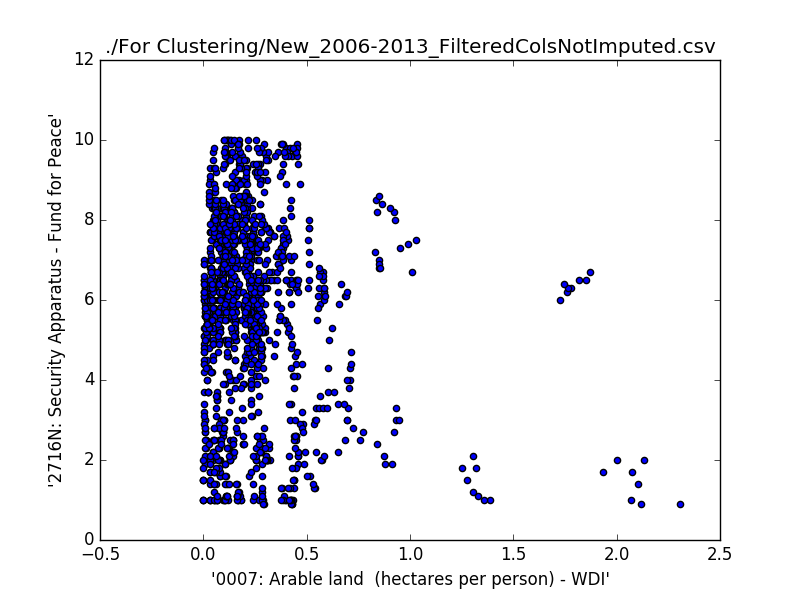 ./For Clustering/New_2006-2013_FilteredColsNotImputed.csv
12
10
8
6
4
2
0
'2716N: Security Apparatus - Fund for Peace'
−0.5 0.0 0.5 1.0 1.5 2.0 2.5
'0007: Arable land  (hectares per person) - WDI'